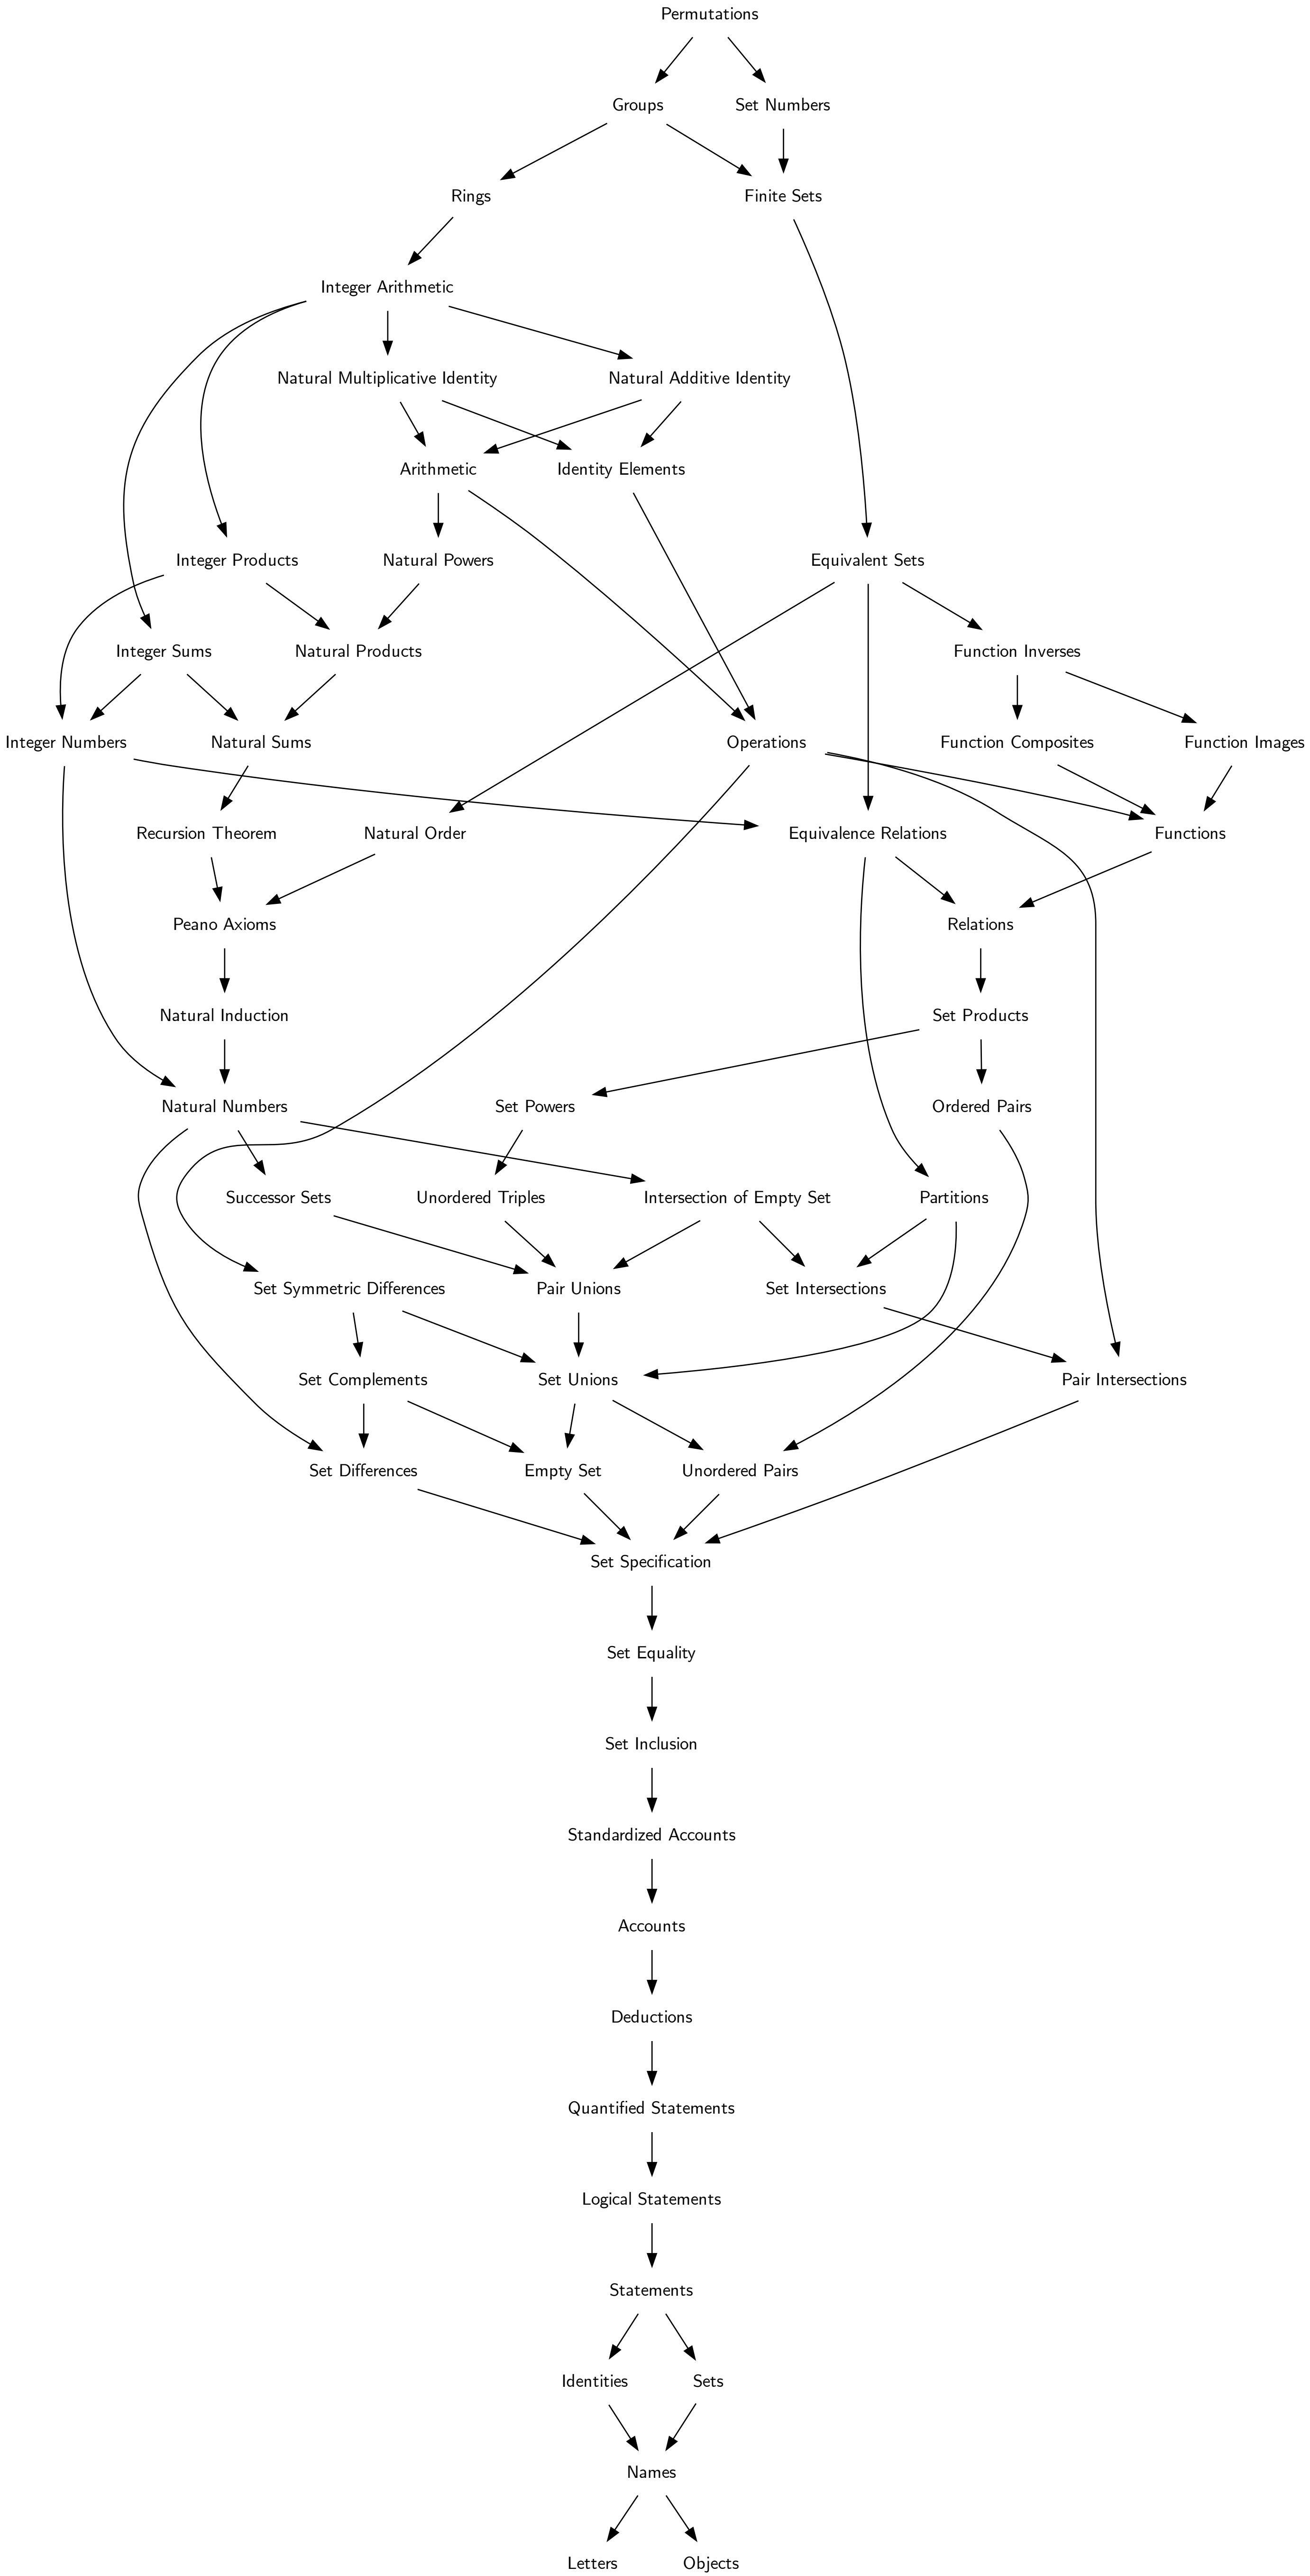 Permutations
Groups
Set Numbers
Rings
Finite Sets
Integer Arithmetic
Natural Multiplicative Identity
Natural Additive Identity
Arithmetic
Identity Elements
Integer Products
Natural Powers
Equivalent Sets
Integer Sums
Natural Products
Function Inverses
Integer Numbers
Natural Sums
Operations
Function Composites
Function Images
Recursion Theorem
Natural Order
Equivalence Relations
Functions
Peano Axioms
Relations
Natural Induction
Set Products
Natural Numbers
Set Powers
Ordered Pairs
Successor Sets
Unordered Triples
Intersection of Empty Set
Partitions
Set Symmetric Differences
Pair Unions
Set Intersections
Set Complements
Set Unions
Pair Intersections
Set Differences
Empty Set
Unordered Pairs
Set Specification
Set Equality
Set Inclusion
Standardized Accounts
Accounts
Deductions
Quantified Statements
Logical Statements
Statements
Identities
Sets
Names
Letters
Objects